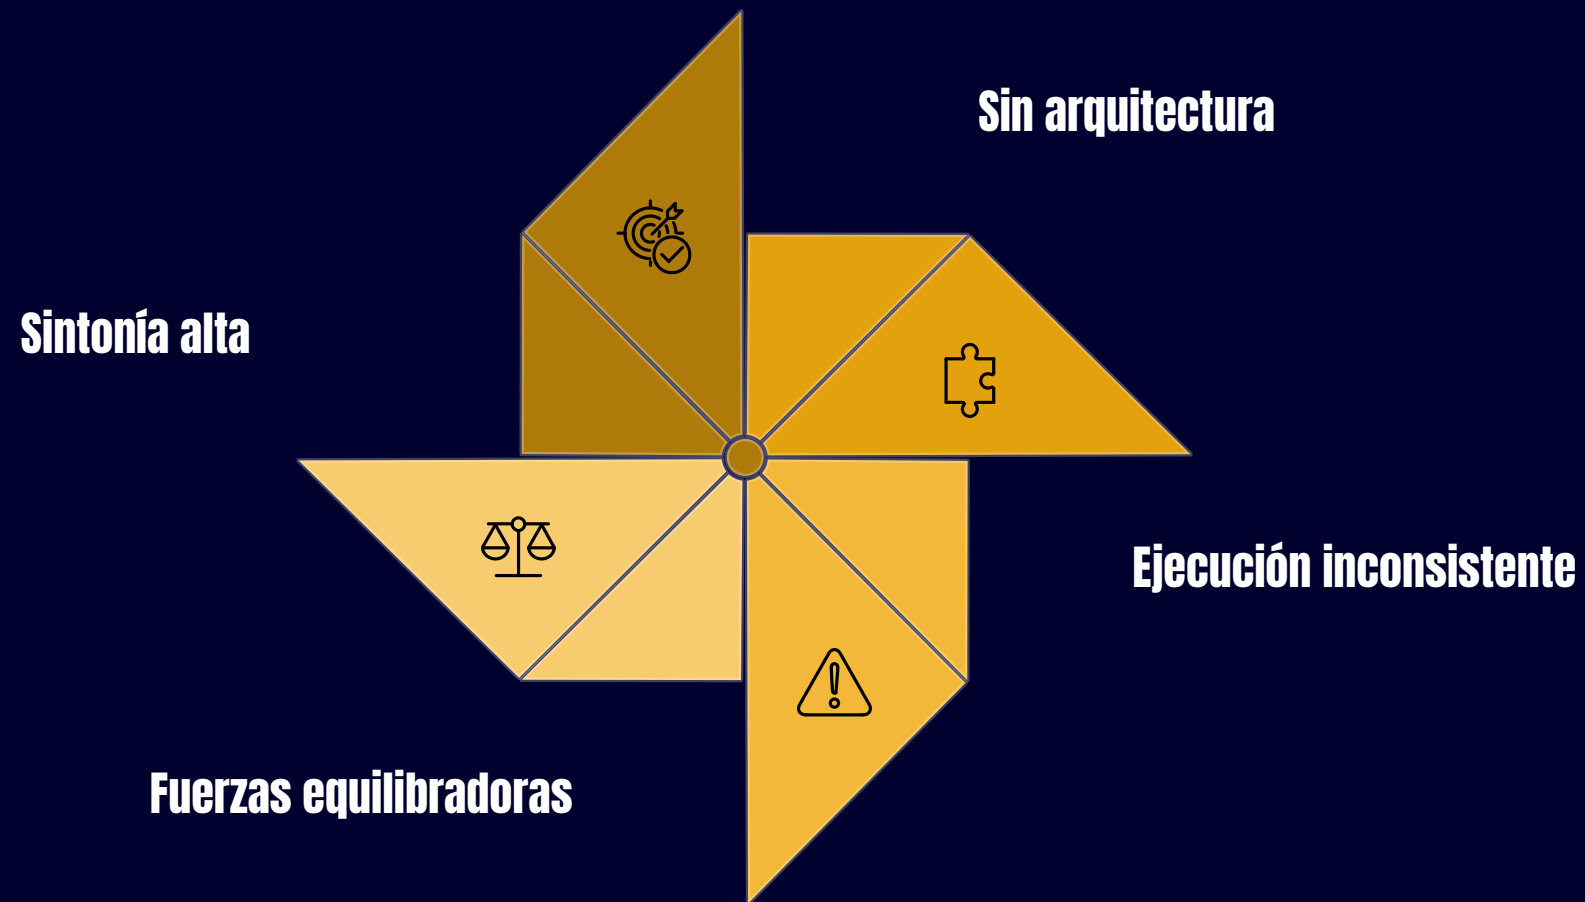 Sin arquitectura
Sintonía alta
Ejecución inconsistente
Fuerzas equilibradoras